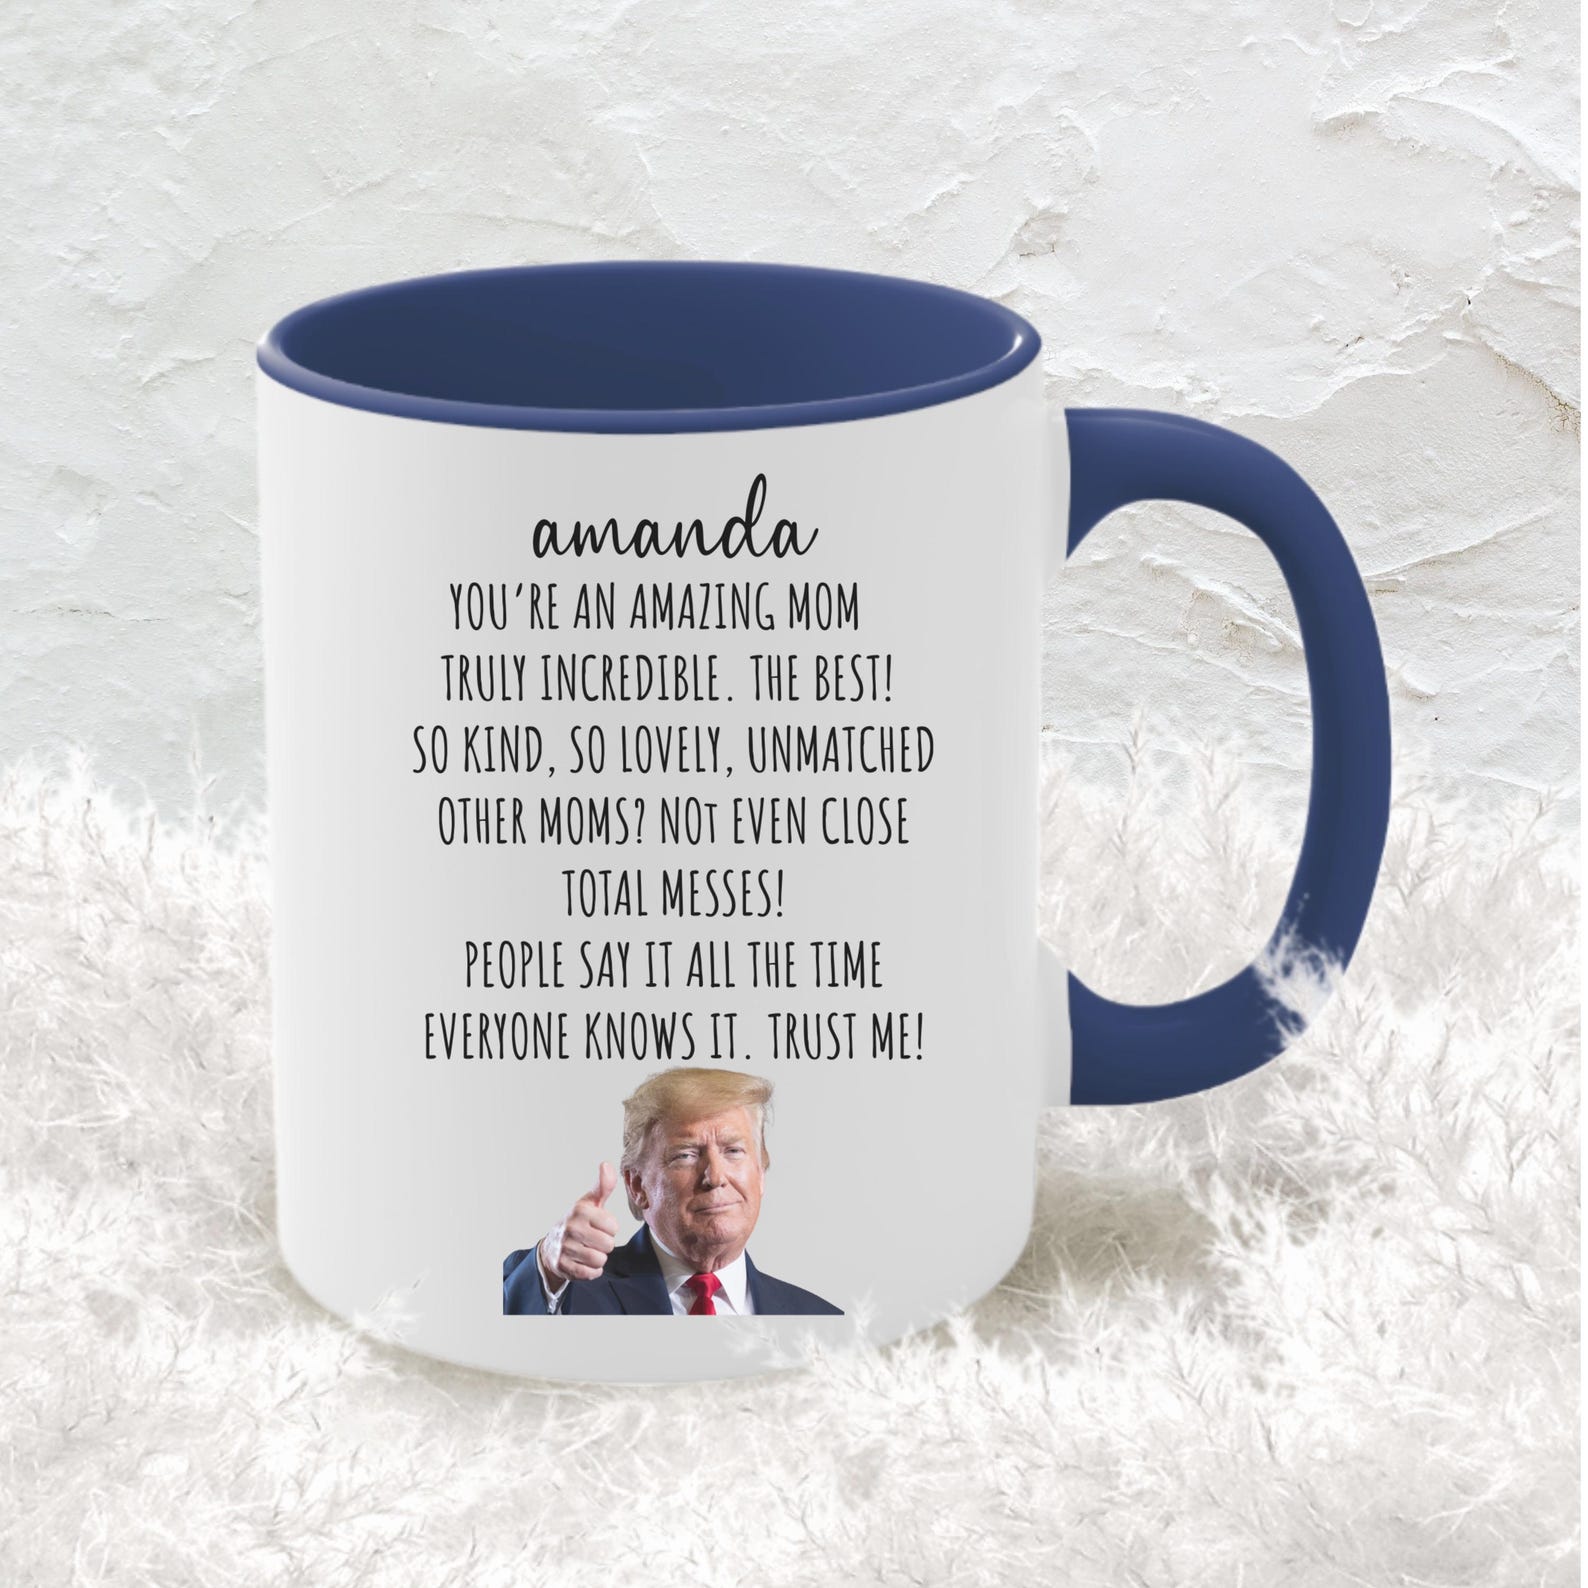 amanda
YOU'RE AN AMAZING MOM
TRULY INCREDIBLE. THE BEST!
SO KIND, SO LOVELY, UNMATCHED
OTHER MOMS? NOt EVEN CLOSE
TOTAL MESSES!
PEOPLE SAY IT ALL THE TIME
EVERYONE KNOWS IT. TRUST ME!